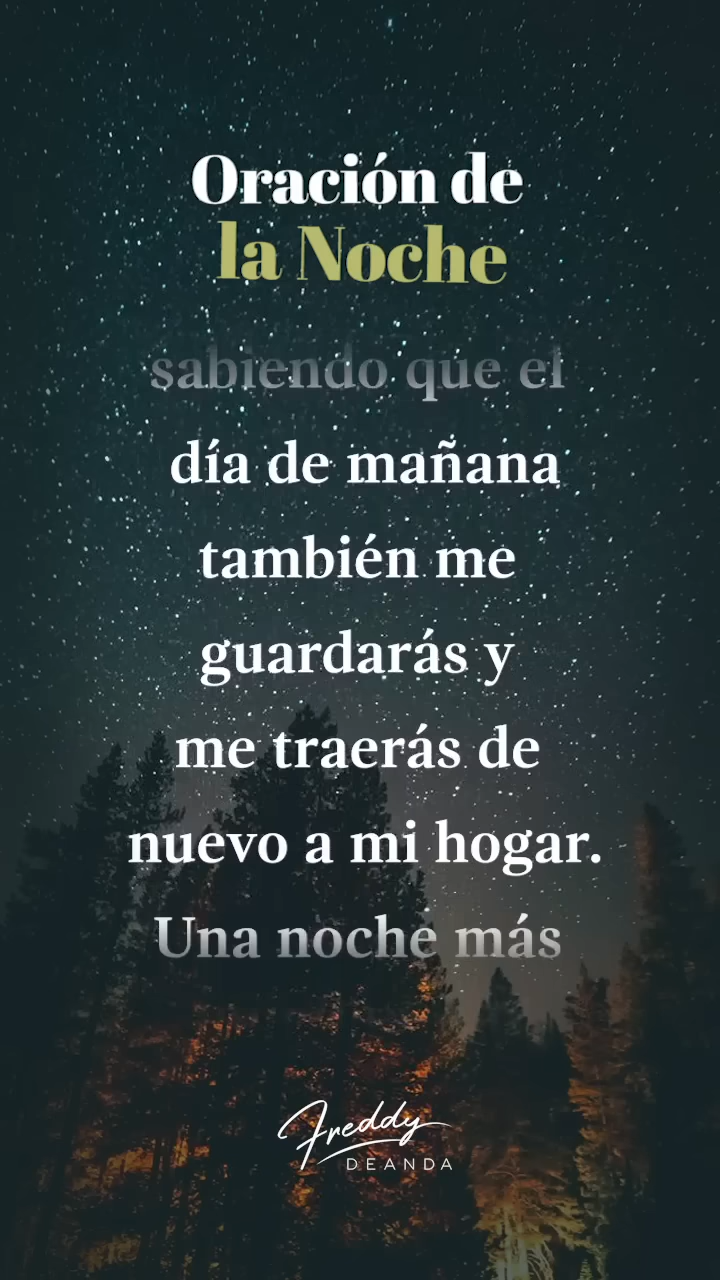 Oración de
la Noche
sabiendo que el
día de mañana
también me
guardarás y
me traerás de
nuevo a mi hogar.
Una noche más
Freddy
DEANDA